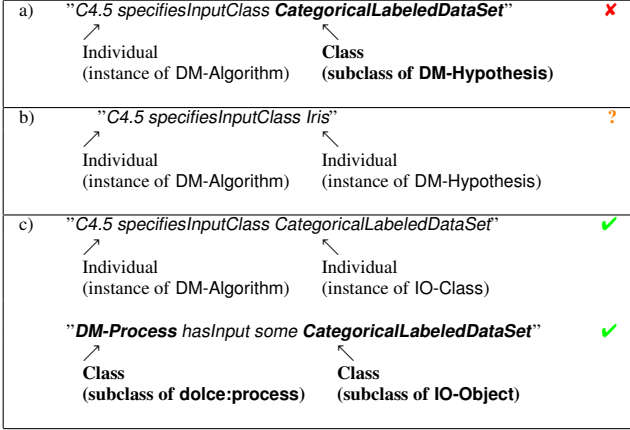 a) "C4.5 specifiesInputClass CategoricalLabeledDataSet" ✘
↗ ↖
Individual Class
(instance of DM-Algorithm) (subclass of DM-Hypothesis)
b) "C4.5 specifiesInputClass Iris" ?
↗ ↖
Individual Individual
(instance of DM-Algorithm) (instance of DM-Hypothesis)
c) "C4.5 specifiesInputClass CategoricalLabeledDataSet" ✔
↗ ↖
Individual Individual
(instance of DM-Algorithm) (instance of IO-Class)
"DM-Process hasInput some CategoricalLabeledDataSet" ✔
↗ ↖
Class Class
(subclass of dolce:process) (subclass of IO-Object)